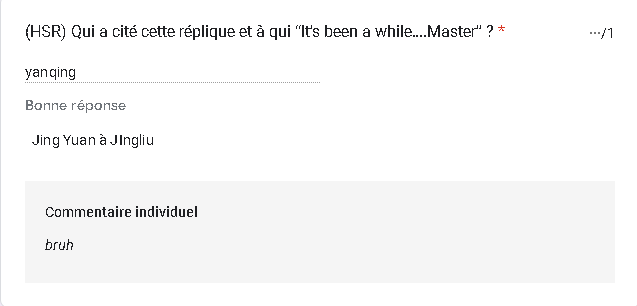 (HSR) Qui a cité cette réplique et à qui “It's been a while....Master” ? *
···/1
yanqing
Bonne réponse
Jing Yuan à JIngliu
Commentaire individuel
bruh